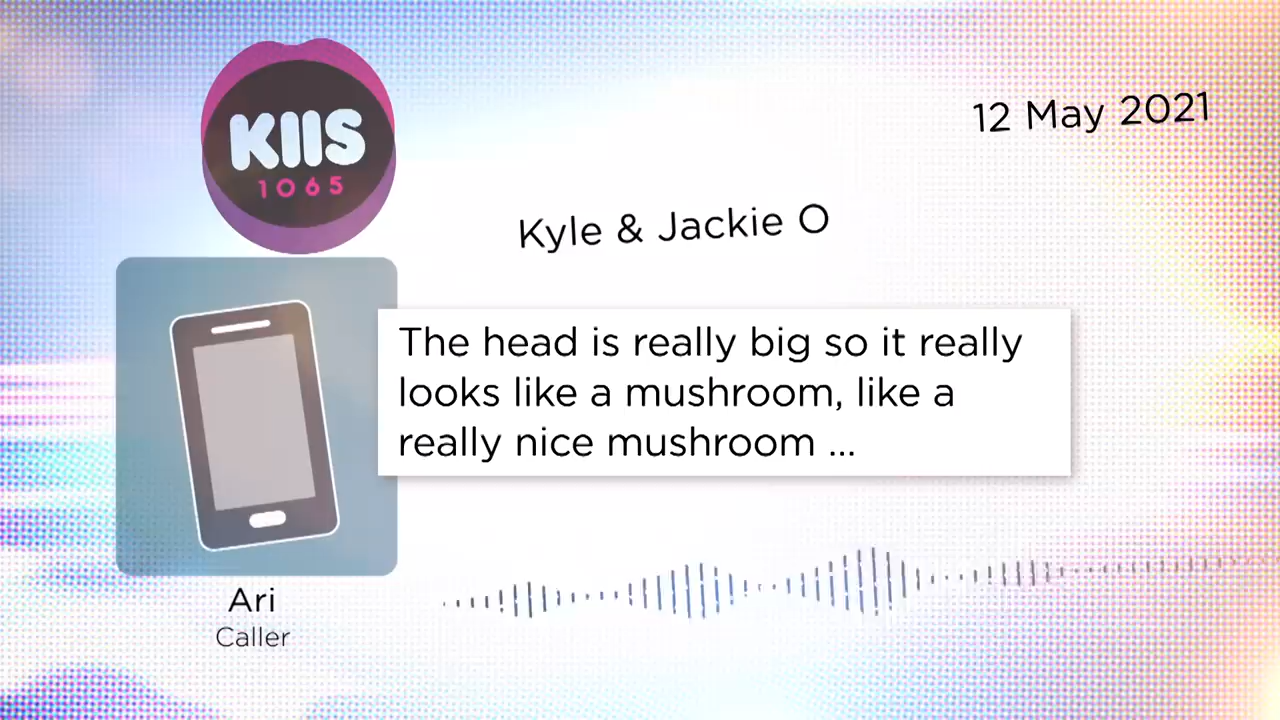 KIIS
1065
12 May 2021
Kyle & Jackie O
The head is really big so it really
looks like a mushroom, like a
really nice mushroom ...
Ari
Caller